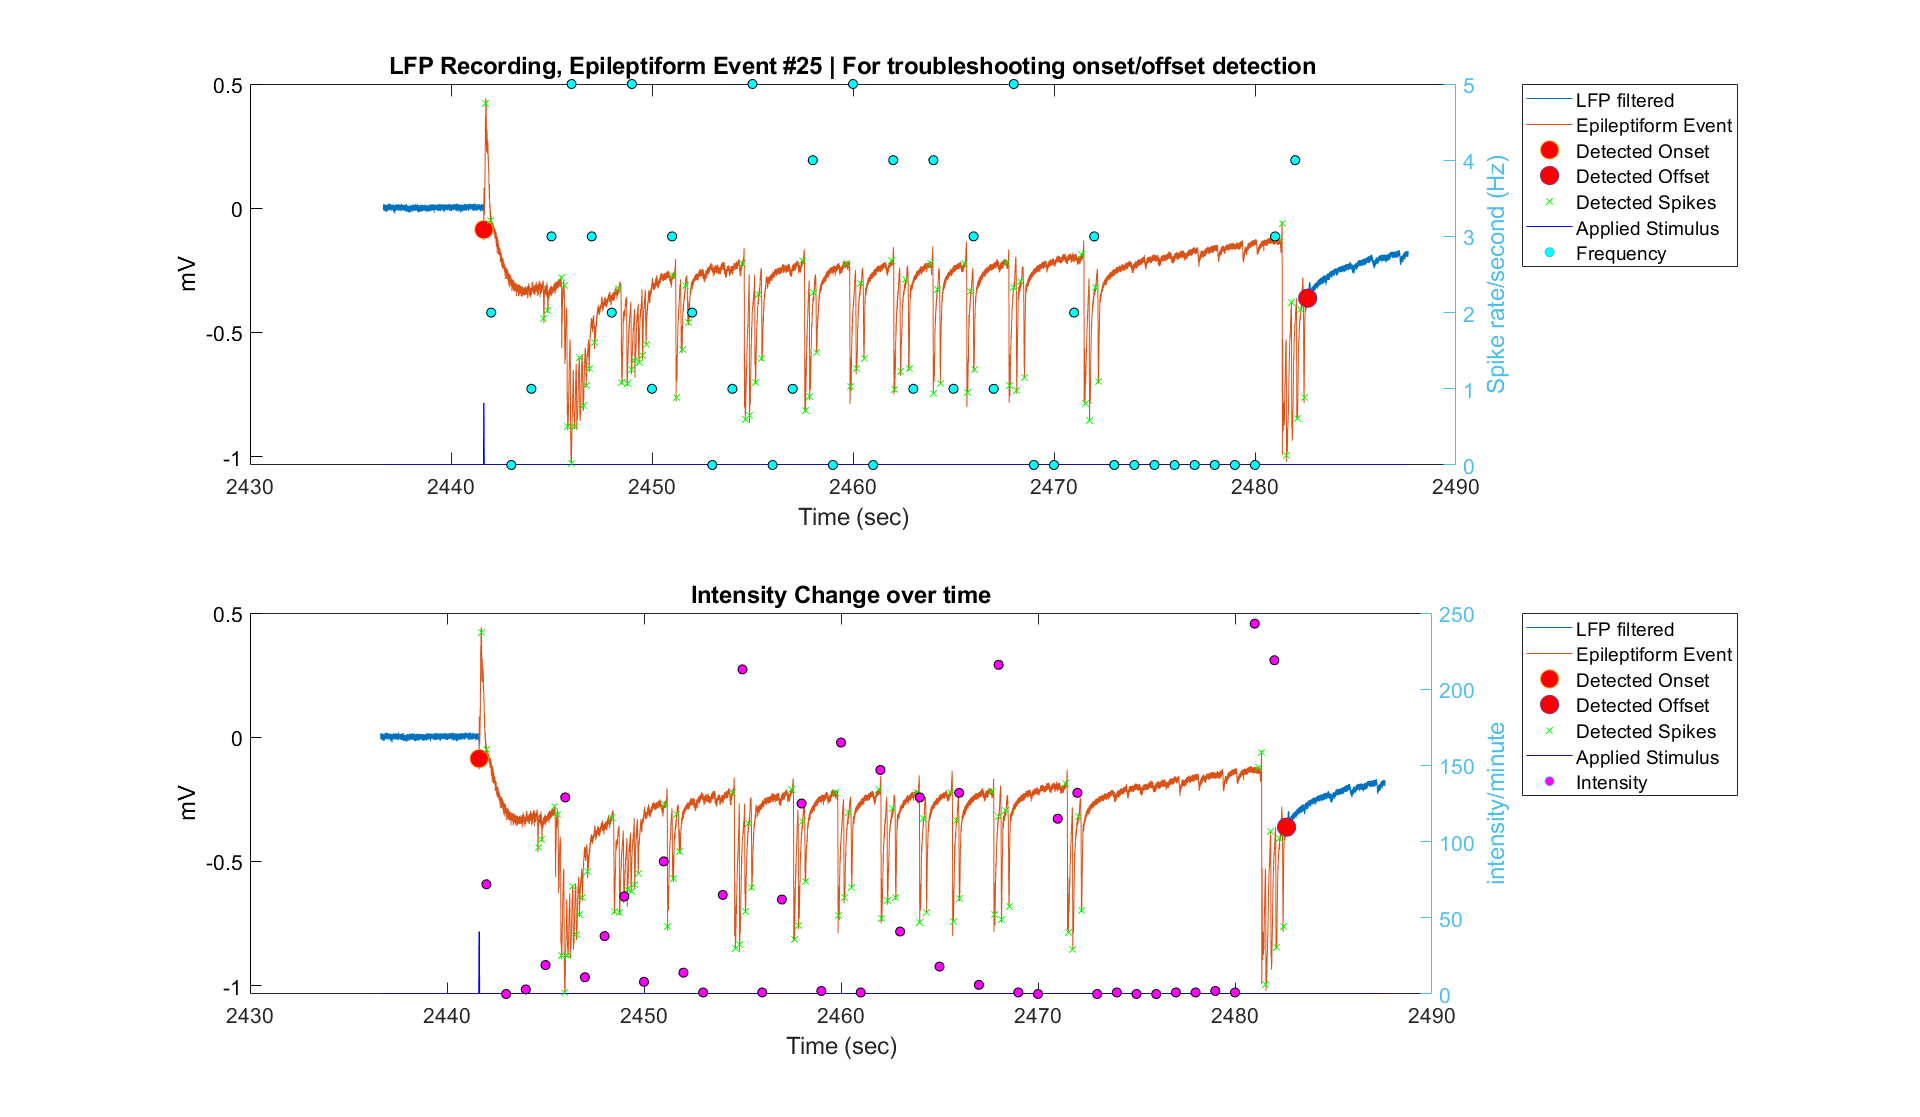 LFP Recording, Epileptiform Event #25 | For troubleshooting onset/offset detection
0.5
0
-0.5
-1
mV
2430
2440
2450
2460
2470
2480
2490
Time (sec)
5
4
3
2
1
0
Spike rate/second (Hz)
LFP filtered
Epileptiform Event
Detected Onset
Detected Offset
Detected Spikes
Applied Stimulus
Frequency
Intensity Change over time
0.5
0
-0.5
-1
mV
2430
2440
2450
2460
2470
2480
2490
Time (sec)
250
200
150
100
50
0
intensity/minute
LFP filtered
Epileptiform Event
Detected Onset
Detected Offset
Detected Spikes
Applied Stimulus
Intensity